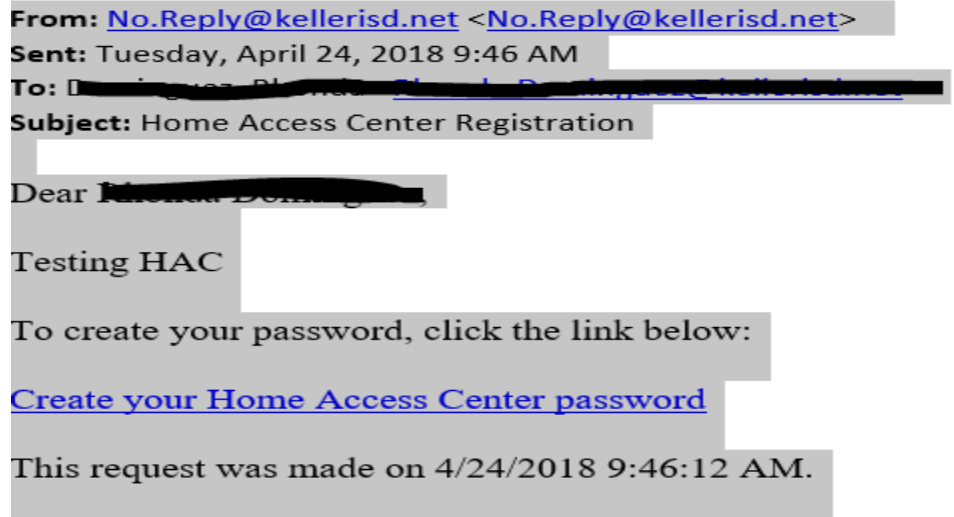 From: No.Reply@kellerisd.net <No.Reply@kellerisd.net>
Sent: Tuesday, April 24, 2018 9:46 AM
To:
Subject: Home Access Center Registration
Dear
Testing HAC
To create your password, click the link below:
Create your Home Access Center password
This request was made on 4/24/2018 9:46:12 AM.